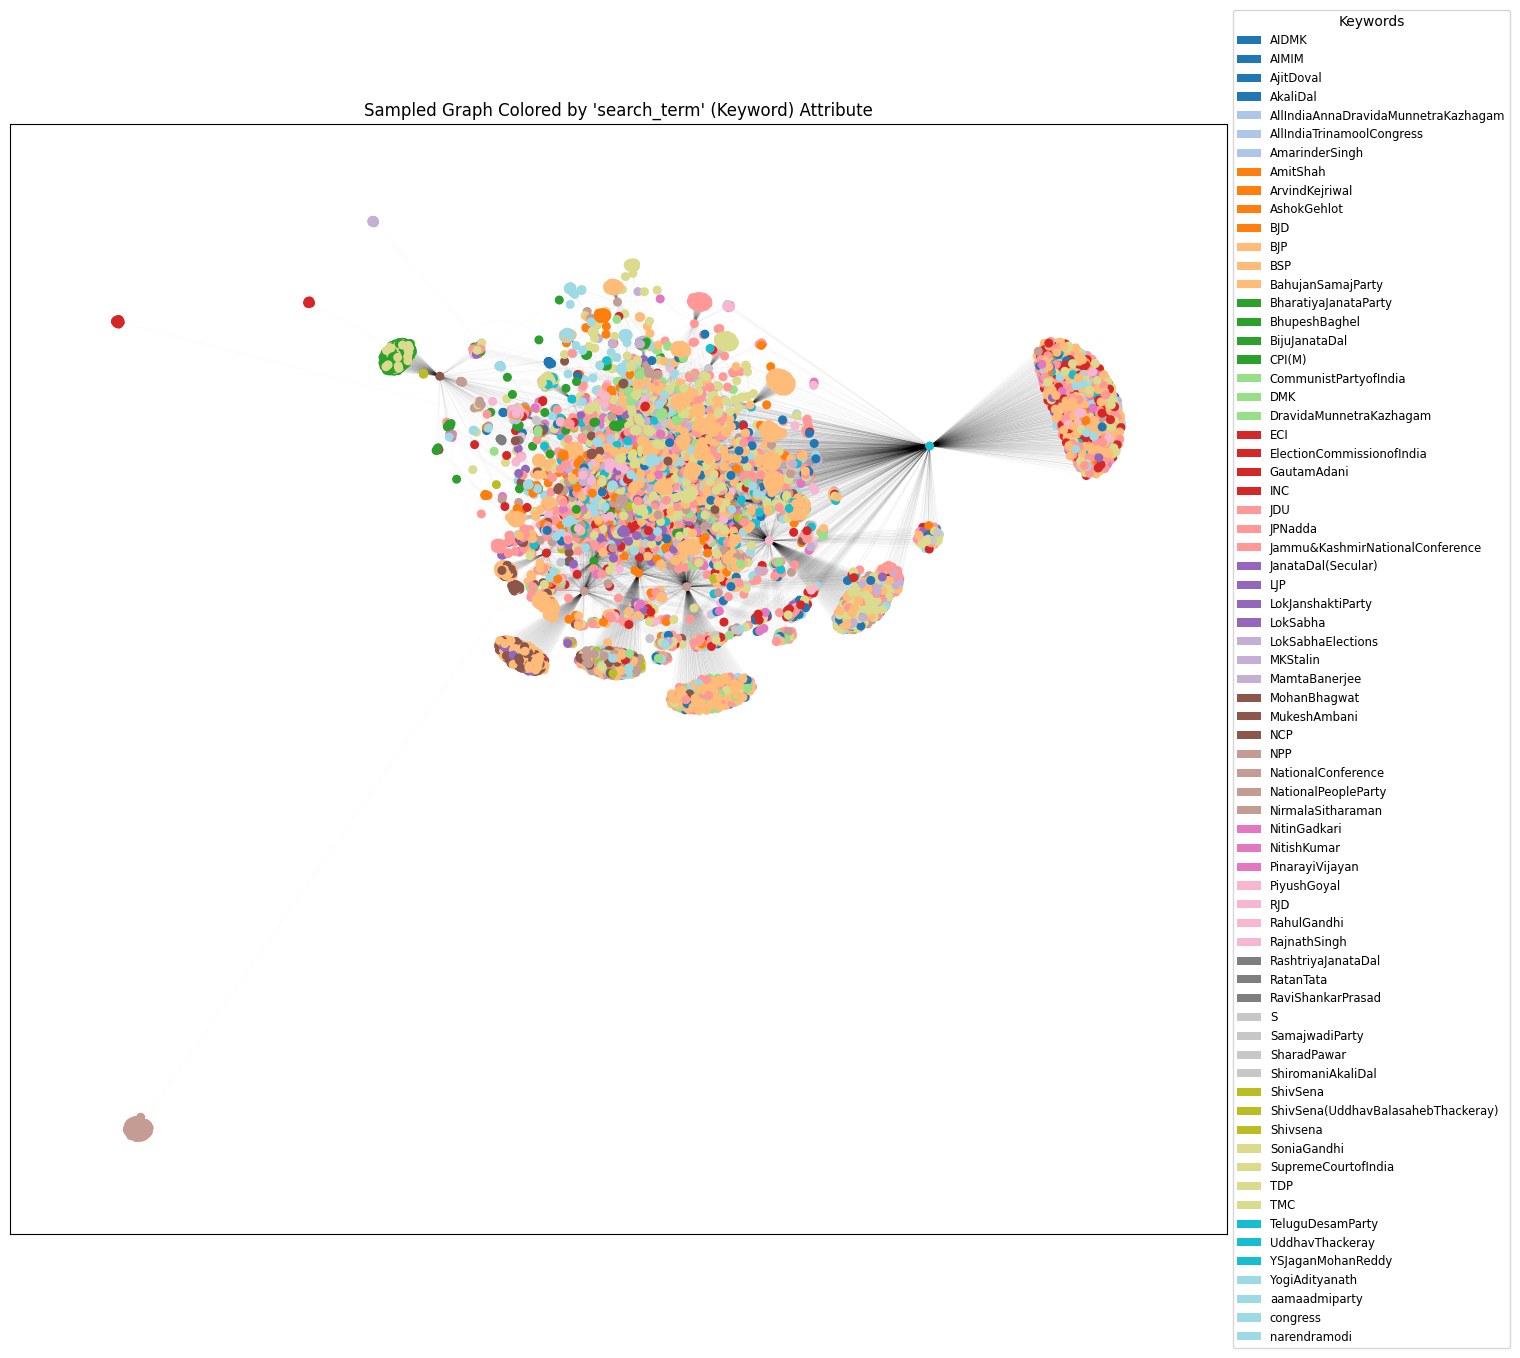 Keywords
AIDMK
AIMIM
AjitDoval
AkaliDal
AllIndiaAnnaDravidaMunnetraKazhagam
AllIndiaTrinamoolCongress
AmarinderSingh
AmitShah
ArvindKejriwal
AshokGehlot
BJD
BJP
BSP
BahujanSamajParty
BharatiyaJanataParty
BhupeshBaghel
BijuJanataDal
CPI(M)
CommunistPartyofIndia
DMK
DravidaMunnetraKazhagam
ECI
ElectionCommissionofIndia
GautamAdani
INC
JDU
JPNadda
Jammu&KashmirNationalConference
JanataDal(Secular)
LJP
LokJanshaktiParty
LokSabha
LokSabhaElections
MKStalin
MamtaBanerjee
MohanBhagwat
MukeshAmbani
NCP
NPP
NationalConference
NationalPeopleParty
NirmalaSitharaman
NitinGadkari
NitishKumar
PinarayiVijayan
PiyushGoyal
RJD
RahulGandhi
RajnathSingh
RashtriyaJanataDal
RatanTata
RaviShankarPrasad
S
SamajwadiParty
SharadPawar
ShiromaniAkaliDal
ShivSena
ShivSena(UddhavBalasahebThackeray)
Shivsena
SoniaGandhi
SupremeCourtofIndia
TDP
TMC
TeluguDesamParty
UddhavThackeray
YSJaganMohanReddy
YogiAdityanath
aamaadmiparty
congress
narendramodi
Sampled Graph Colored by 'search_term' (Keyword) Attribute